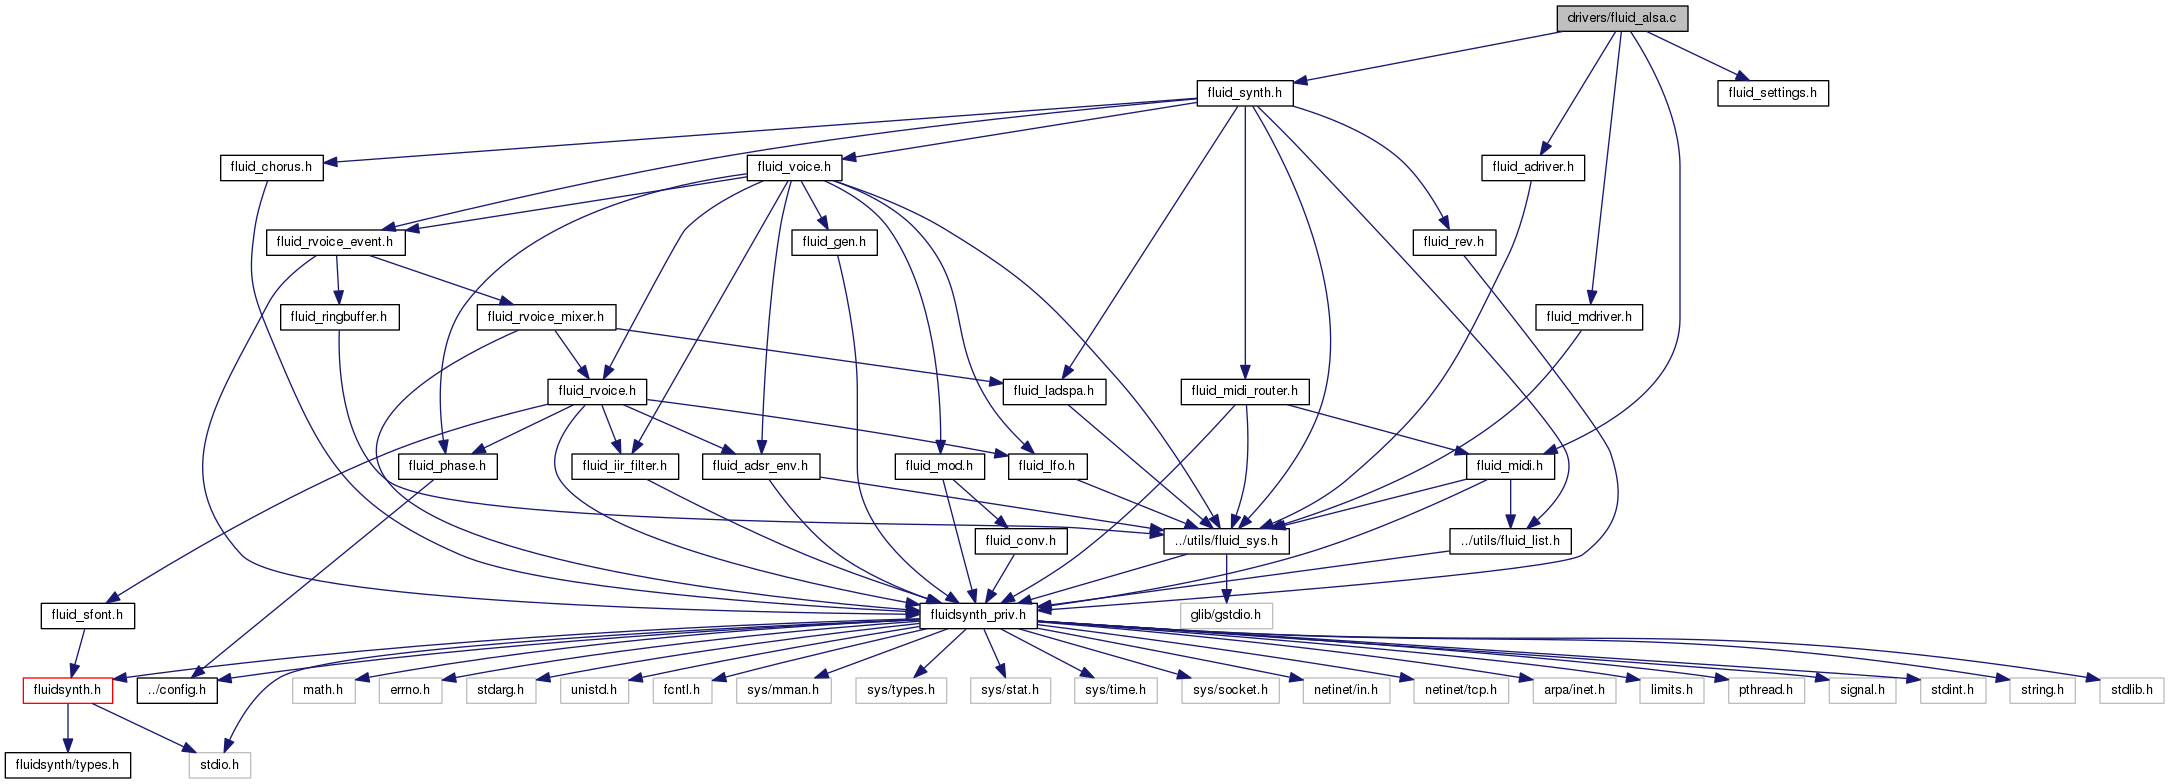 drivers/fluid_alsa.c
fluid_synth.h
fluid_settings.h
fluid_chorus.h
fluid_voice.h
fluid_adriver.h
fluid_rvoice_event.h
fluid_gen.h
fluid_rev.h
fluid_ringbuffer.h
fluid_rvoice_mixer.h
fluid_mdriver.h
fluid_rvoice.h
fluid_ladspa.h
fluid_midi_router.h
fluid_phase.h
fluid_iir_filter.h
fluid_adsr_env.h
fluid_mod.h
fluid_lfo.h
fluid_midi.h
fluid_conv.h
../utils/fluid_sys.h
../utils/fluid_list.h
fluid_sfont.h
fluidsynth_priv.h
glib/gstdio.h
fluidsynth.h
../config.h
math.h
errno.h
stdarg.h
unistd.h
fcntl.h
sys/mman.h
sys/types.h
sys/stat.h
sys/time.h
sys/socket.h
netinet/in.h
netinet/tcp.h
arpa/inet.h
limits.h
pthread.h
signal.h
stdint.h
string.h
stdlib.h
fluidsynth/types.h
stdio.h